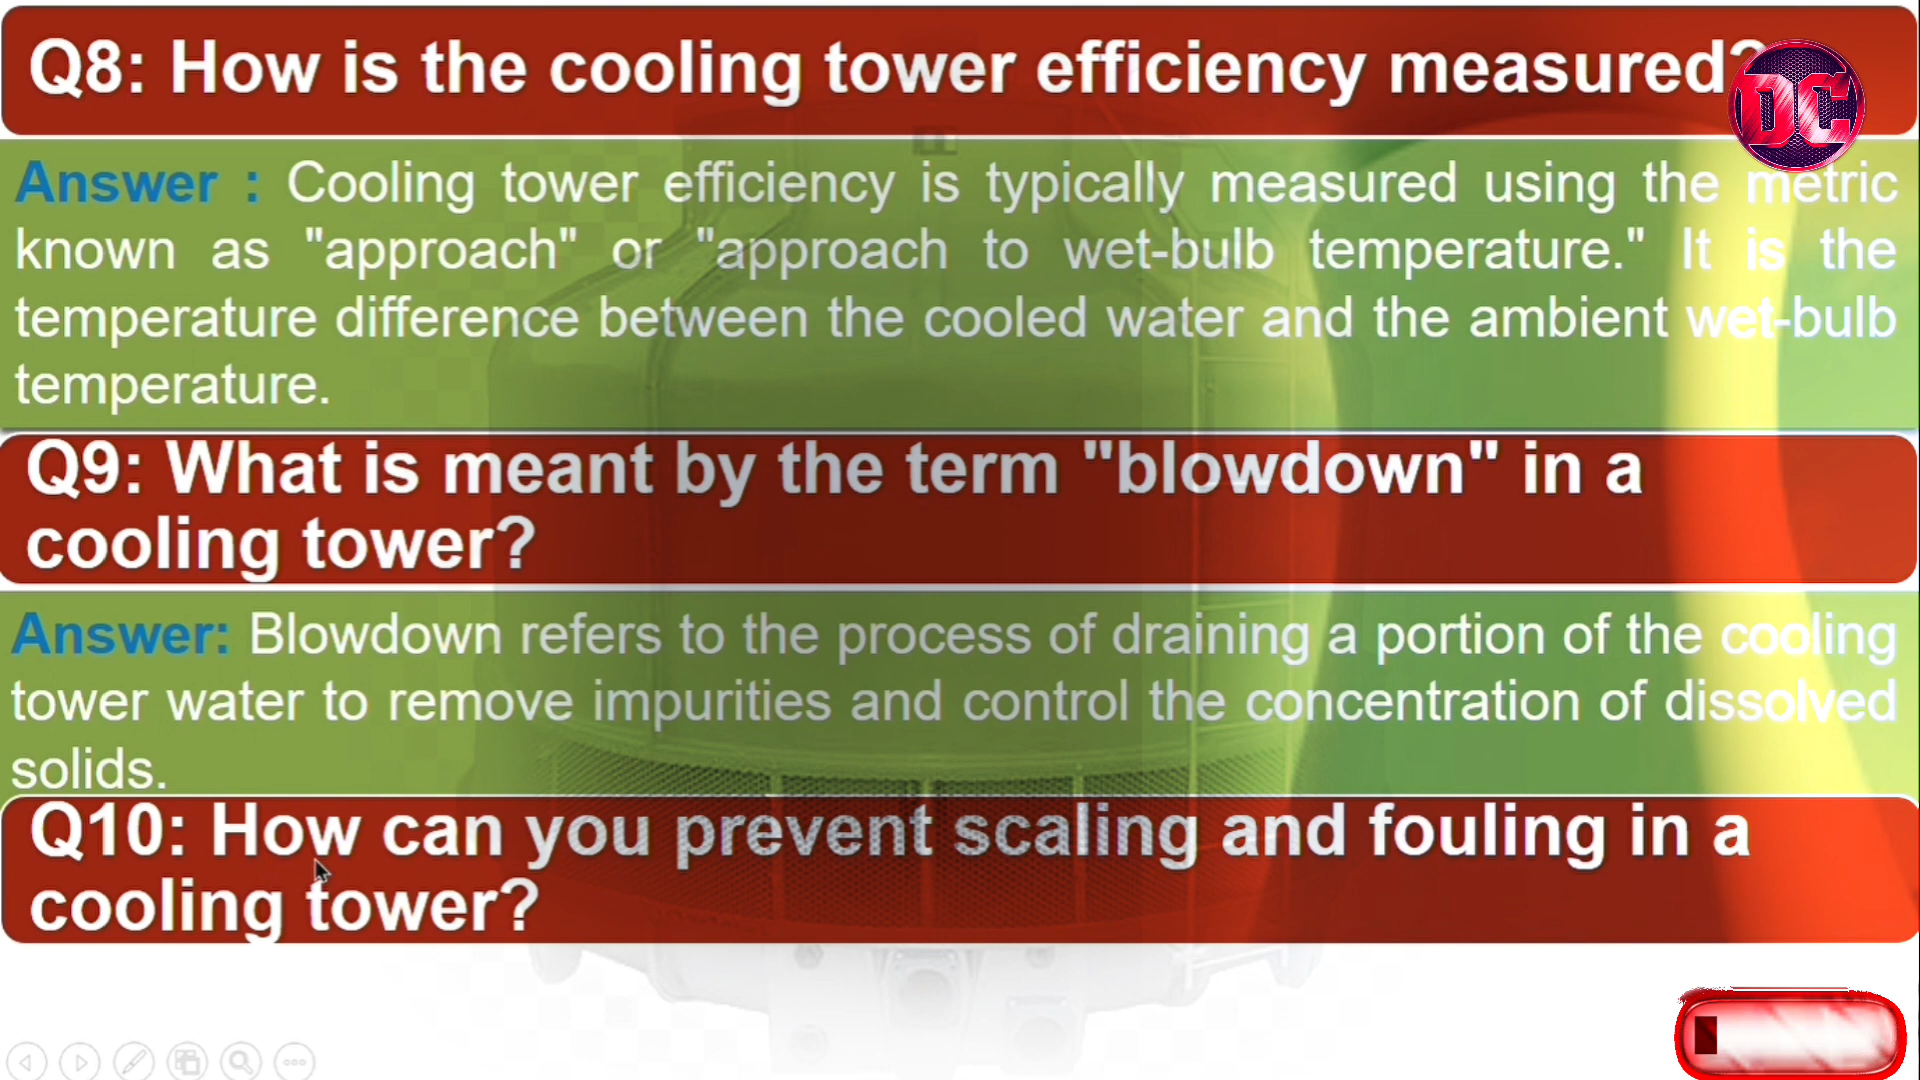 Q8: How is the cooling tower efficiency measured?
DC
Answer : Cooling tower efficiency is typically measured using the metric
known as "approach" or "approach to wet-bulb temperature." It is the
temperature difference between the cooled water and the ambient wet-bulb
temperature.
Q9: What is meant by the term "blowdown" in a
cooling tower?
Answer: Blowdown refers to the process of draining a portion of the cooling
tower water to remove impurities and control the concentration of dissolved
solids.
Q10: How can you prevent scaling and fouling in a
cooling tower?